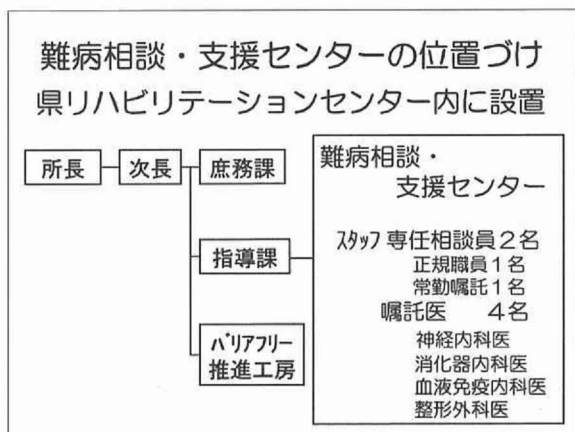 難病相談・支援センターの位置づけ
県リハビリテーションセンター内に設置
所長
次長
庶務課
指導課
バリアフリー
推進工房
難病相談・
支援センター
スタッフ 専任相談員2名
正規職員1名
常勤嘱託1名
嘱託医 4名
神経内科医
消化器内科医
血液免疫内科医
整形外科医